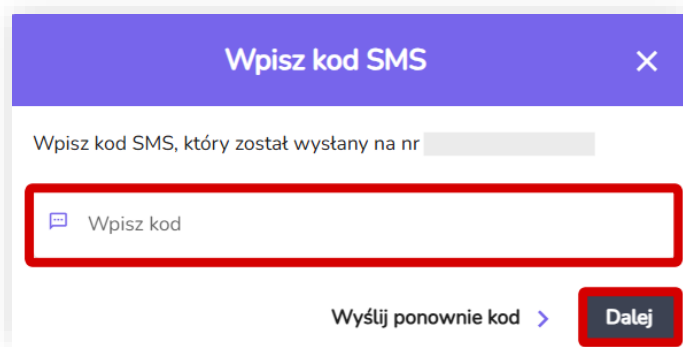 Wpisz kod SMS
Wpisz kod SMS, który został wysłany na nr
Wpisz kod
Wyślij ponownie kod
Dalej